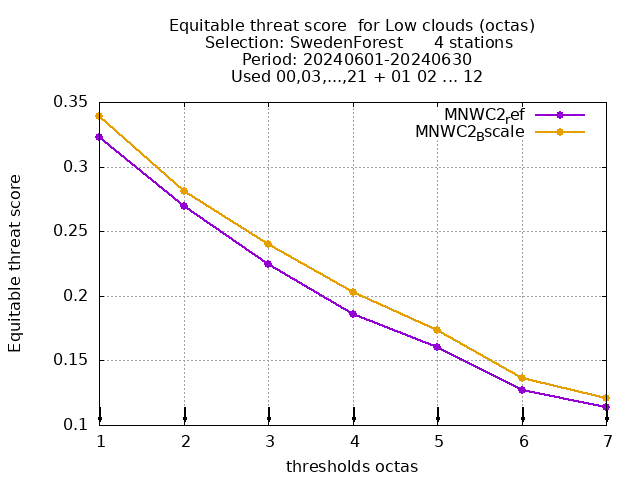 Equitable threat score  for Low clouds (octas)
Selection: SwedenForest      4 stations
Period: 20240601-20240630
Used 00,03,...,21 + 01 02 ... 12
MNWC2_ref
MNWC2_Bscale
Equitable threat score
0.35
0.3
0.25
0.2
0.15
0.1
1 2 3 4 5 6 7
thresholds octas